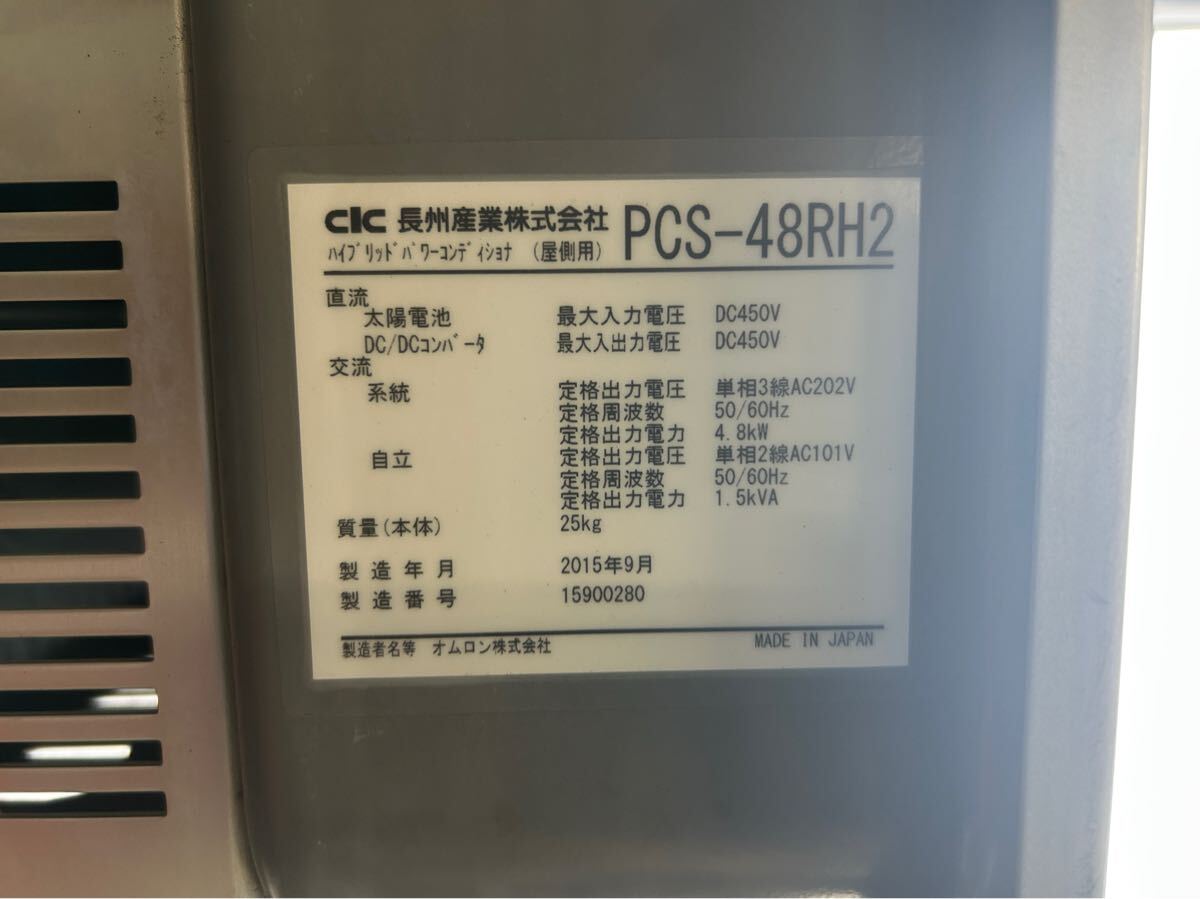 CIC 長州産業株式会社 PCS-48RH2
ハイブリッドパワーコンディショナ (屋側用)
直流
太陽電池 最大入力電圧 DC450V
DC/DCコンバータ 最大入出力電圧 DC450V
交流
系統 定格出力電圧 単相3線AC202V
定格周波数 50/60Hz
定格出力電力 4.8kW
自立 定格出力電圧 単相2線AC101V
定格周波数 50/60Hz
定格出力電力 1.5kVA
質量(本体) 25kg
製造年月 2015年9月
製造番号 15900280
製造者名等 オムロン株式会社 MADE IN JAPAN